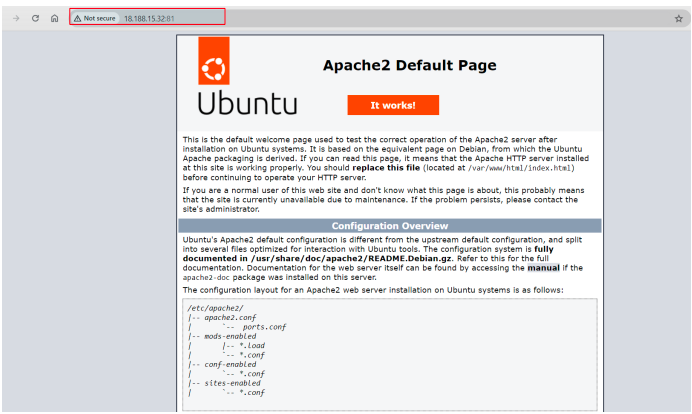 Not secure 18.188.15.32:81
Apache2 Default Page
Ubuntu
It works!
This is the default welcome page used to test the correct operation of the Apache2 server after
installation on Ubuntu systems. It is based on the equivalent page on Debian, from which the Ubuntu
Apache packaging is derived. If you can read this page, it means that the Apache HTTP server installed
at this site is working properly. You should replace this file (located at /var/www/html/index.html)
before continuing to operate your HTTP server.
If you are a normal user of this web site and don't know what this page is about, this probably means
that the site is currently unavailable due to maintenance. If the problem persists, please contact the
site's administrator.
Configuration Overview
Ubuntu's Apache2 default configuration is different from the upstream default configuration, and split
into several files optimized for interaction with Ubuntu tools. The configuration system is fully
documented in /usr/share/doc/apache2/README.Debian.gz. Refer to this for the full
documentation. Documentation for the web server itself can be found by accessing the manual if the
apache2-doc package was installed on this server.
The configuration layout for an Apache2 web server installation on Ubuntu systems is as follows:
/etc/apache2/
|-- apache2.conf
|       `--  ports.conf
|-- mods-enabled
|       |-- *.load
|       `-- *.conf
|-- conf-enabled
|       `-- *.conf
|-- sites-enabled
|       `-- *.conf